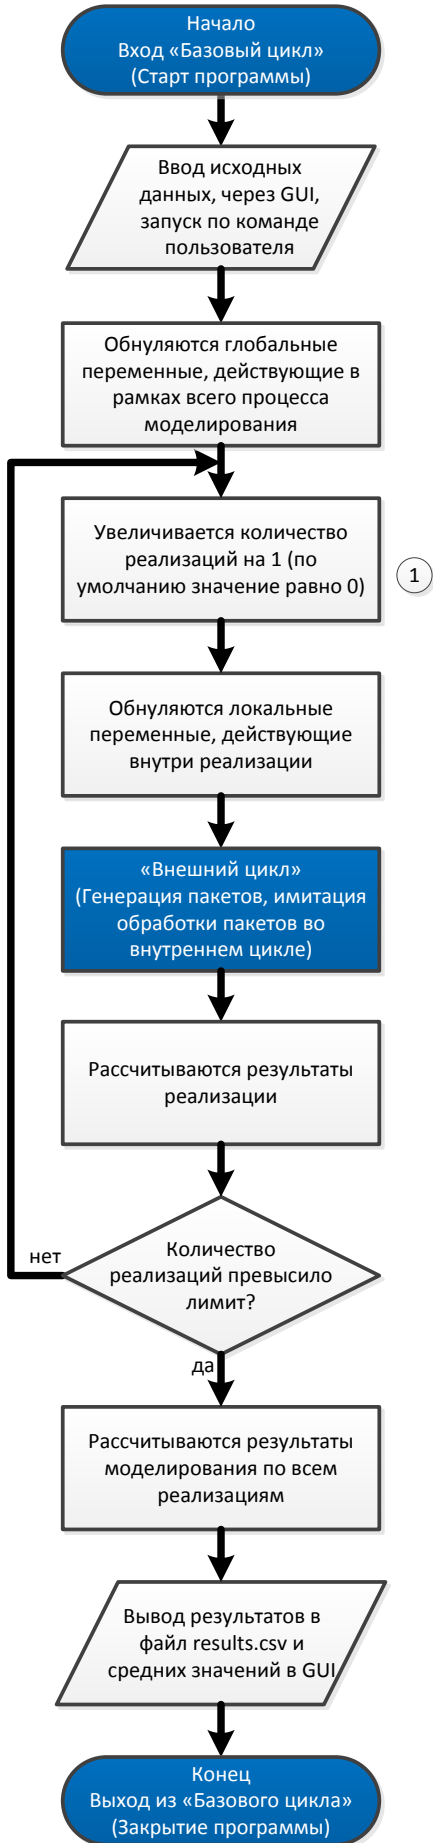 Начало
Вход «Базовый цикл»
(Старт программы)
Ввод исходных
данных, через GUI,
запуск по команде
пользователя
Обнуляются глобальные
переменные, действующие в
рамках всего процесса
моделирования
Увеличивается количество
реализаций на 1 (по
умолчанию значение равно 0)
1
Обнуляются локальные
переменные, действующие
внутри реализации
«Внешний цикл»
(Генерация пакетов, имитация
обработки пакетов во
внутреннем цикле)
Рассчитываются результаты
реализации
нет
Количество
реализаций превысило
лимит?
да
Рассчитываются результаты
моделирования по всем
реализациям
Вывод результатов в
файл results.csv и
средних значений в GUI
Конец
Выход из «Базового цикла»
(Закрытие программы)